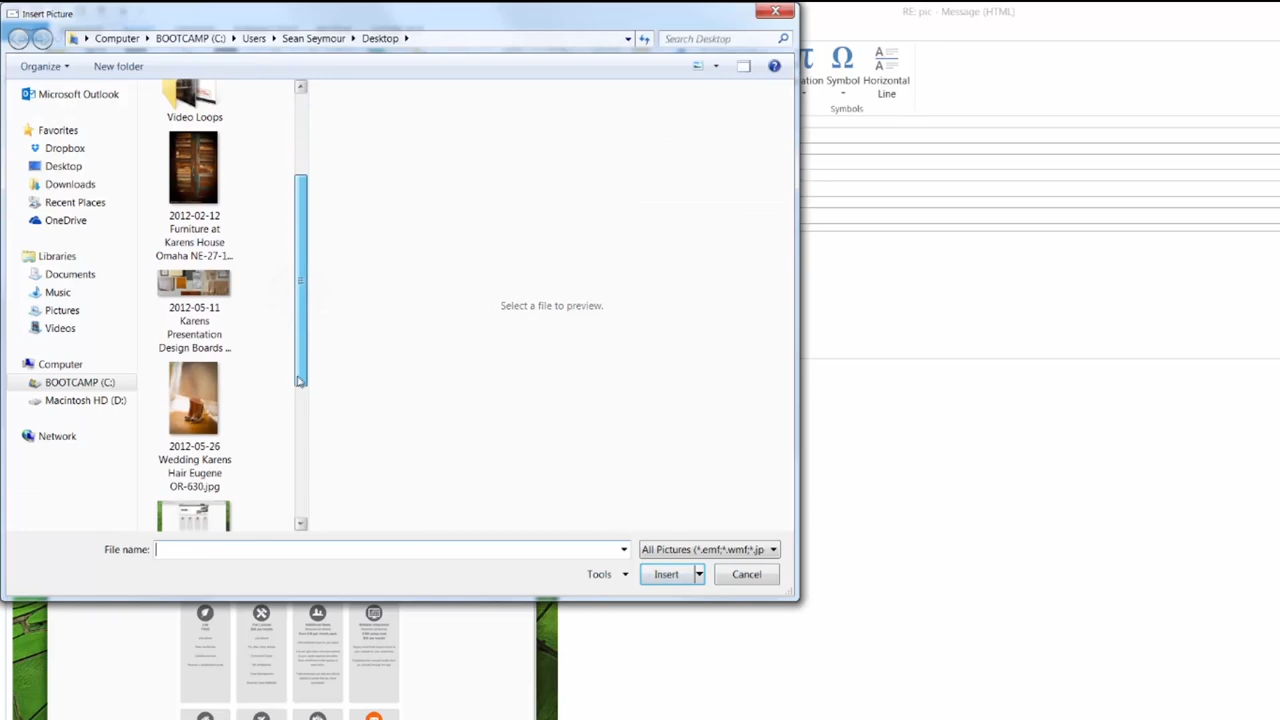 Insert Picture
RE: pic - Message (HTML)
Computer
BOOTCAMP (C:)
Users
Sean Seymour
Desktop
Search Desktop
Organize
New folder
Symbol
Horizontal
Line
Symbols
Microsoft Outlook
Favorites
Dropbox
Desktop
Downloads
Recent Places
OneDrive
Libraries
Documents
Music
Pictures
Videos
Computer
BOOTCAMP (C:)
Macintosh HD (D:)
Network
Video Loops
2012-02-12
Furniture at
Karens House
Omaha NE-27-1...
2012-05-11
Karens
Presentation
Design Boards ...
2012-05-26
Wedding Karens
Hair Eugene
OR-630.jpg
Select a file to preview.
File name:
All Pictures (*.emf;*.wmf;*.jp
Tools
Insert
Cancel